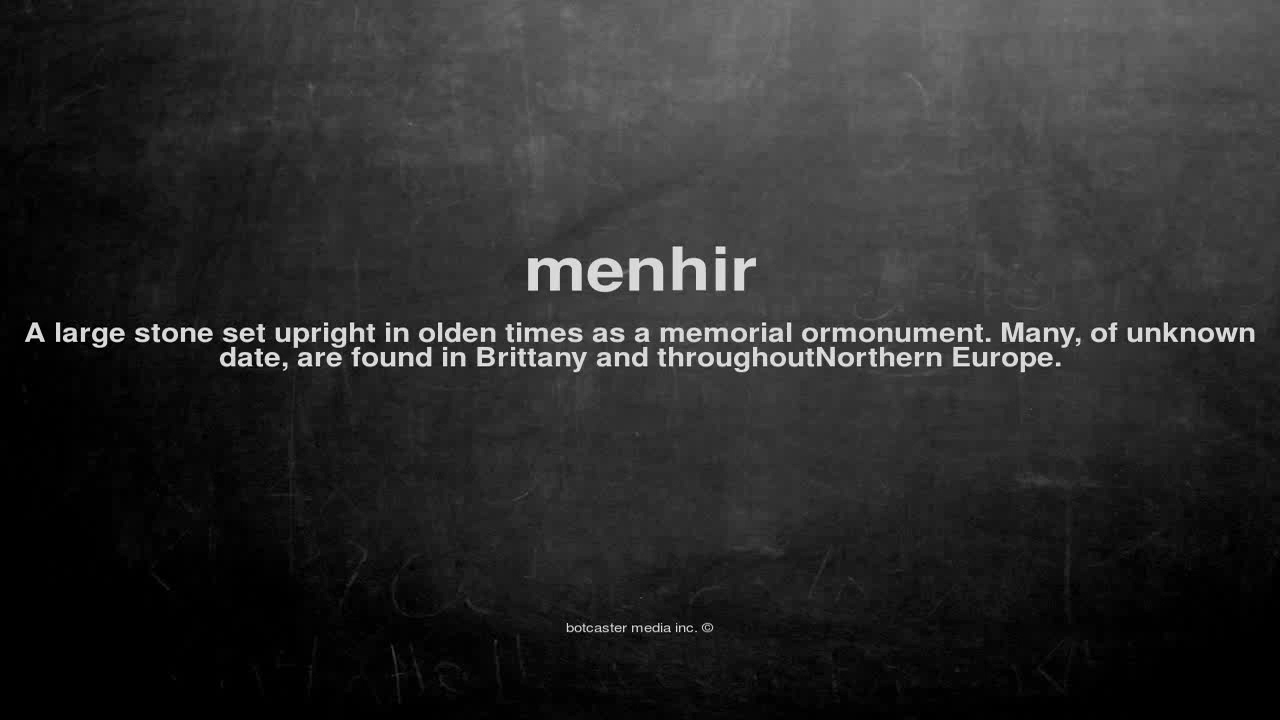 menhir
A large stone set upright in olden times as a memorial ormonument. Many, of unknown
date, are found in Brittany and throughoutNorthern Europe.
botcaster media inc. ©